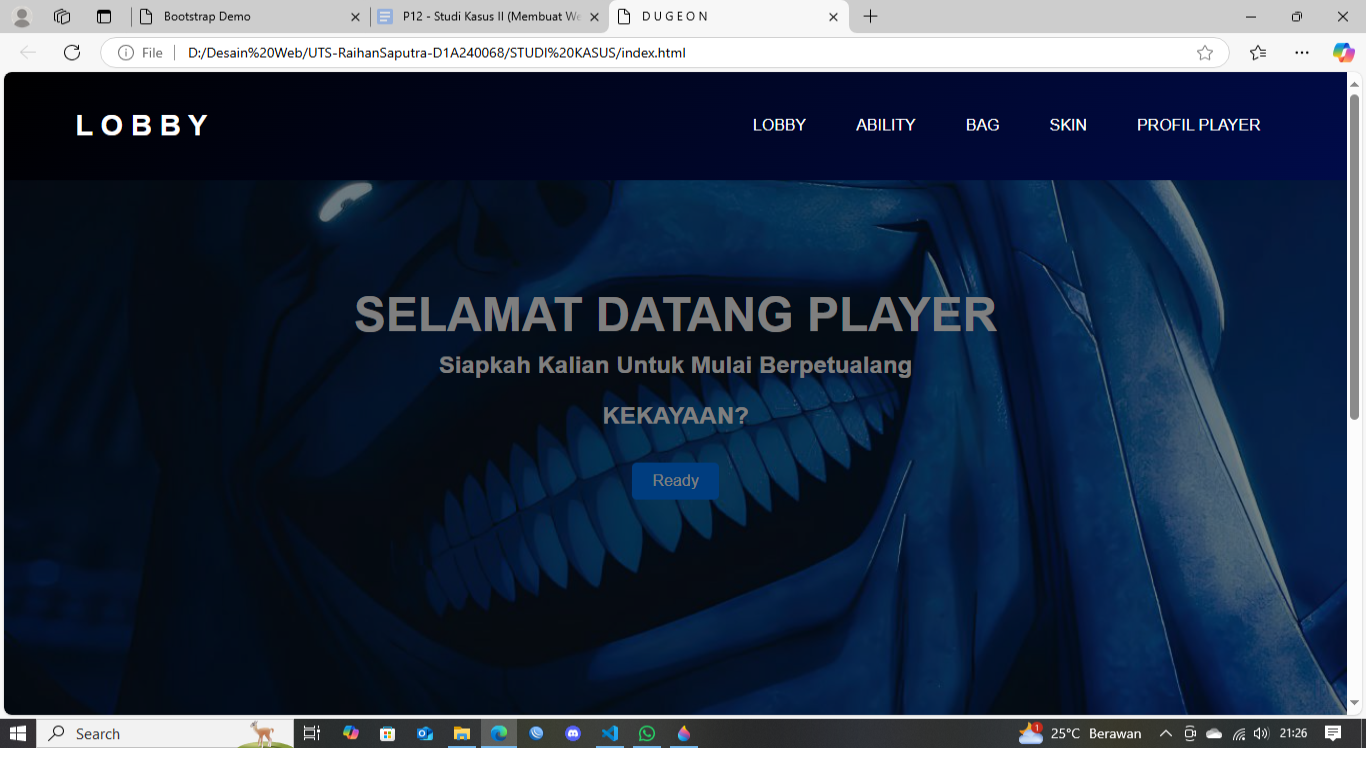 Bootstrap Demo
P12 - Studi Kasus II (Membuat We
D U G E O N
File
D:/Desain%20Web/UTS-RaihanSaputra-D1A240068/STUDI%20KASUS/index.html
L O B B Y
LOBBY
ABILITY
BAG
SKIN
PROFIL PLAYER
SELAMAT DATANG PLAYER
Siapkah Kalian Untuk Mulai Berpetualang
KEKAYAAN?
Ready
Search
1
25°C Berawan
21:26